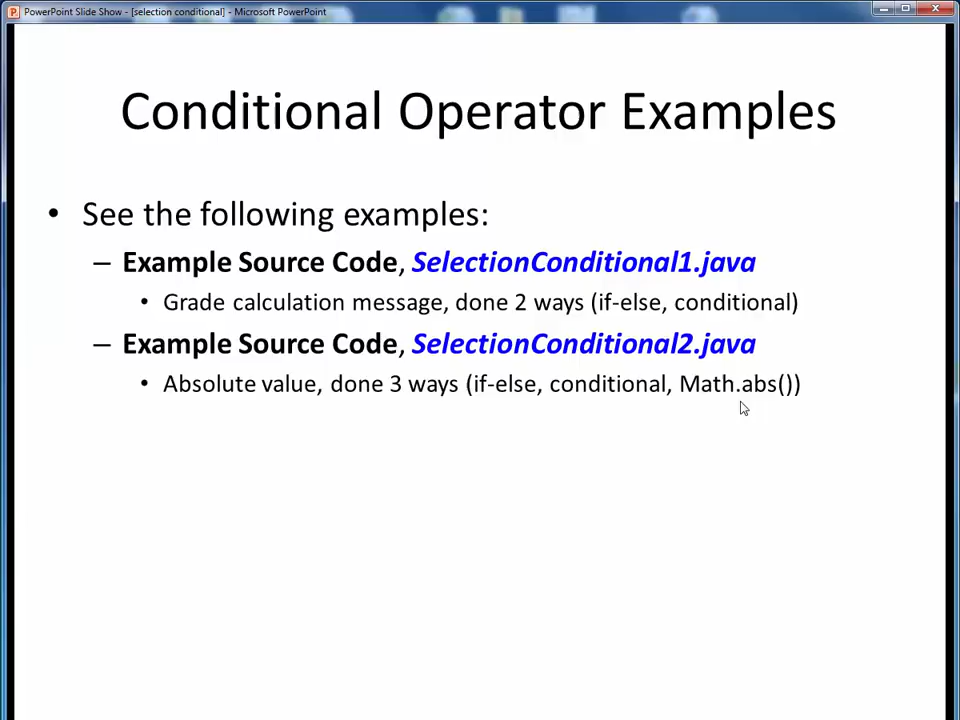 PowerPoint Slide Show - [selection conditional] - Microsoft PowerPoint
Conditional Operator Examples
• See the following examples:
– Example Source Code, SelectionConditional1.java
• Grade calculation message, done 2 ways (if-else, conditional)
– Example Source Code, SelectionConditional2.java
• Absolute value, done 3 ways (if-else, conditional, Math.abs())